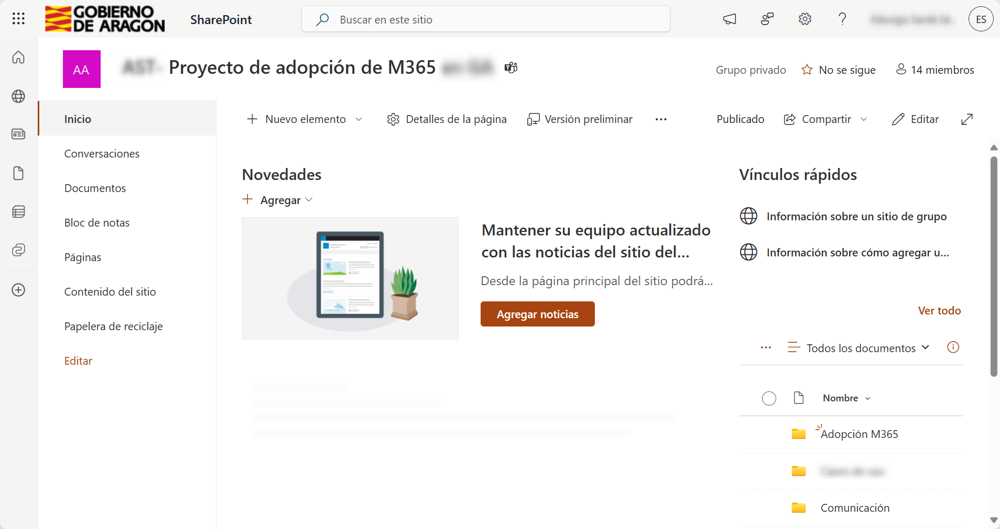 GOBIERNO
DE ARAGON
SharePoint
Buscar en este sitio
ES
AA
Proyecto de adopción de M365
Grupo privado
No se sigue
14 miembros
Inicio
Conversaciones
Documentos
Bloc de notas
Páginas
Contenido del sitio
Papelera de reciclaje
Editar
Nuevo elemento
Detalles de la página
Versión preliminar
...
Publicado
Compartir
Editar
Novedades
Agregar
Mantener su equipo actualizado
con las noticias del sitio del...
Desde la página principal del sitio podrá...
Agregar noticias
Vínculos rápidos
Información sobre un sitio de grupo
Información sobre cómo agregar u...
Ver todo
...
Todos los documentos
Nombre
Adopción M365
Comunicación